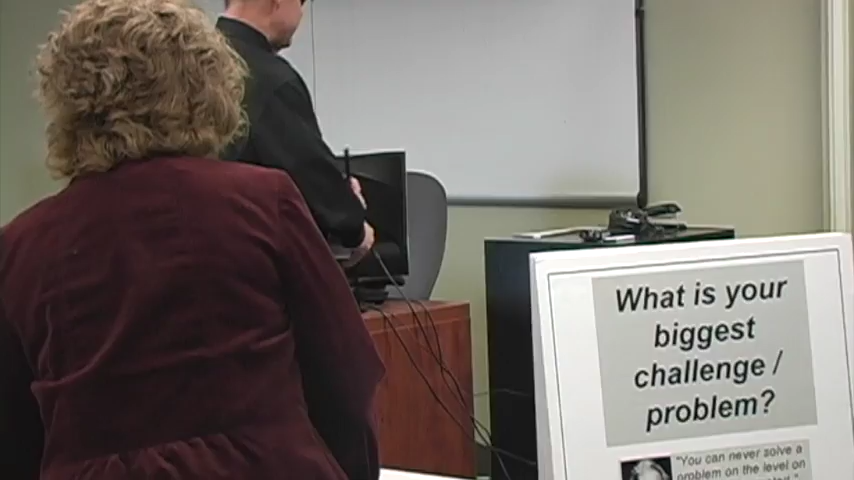 What is your
biggest
challenge /
problem?
"You can never solve a
problem on the level on